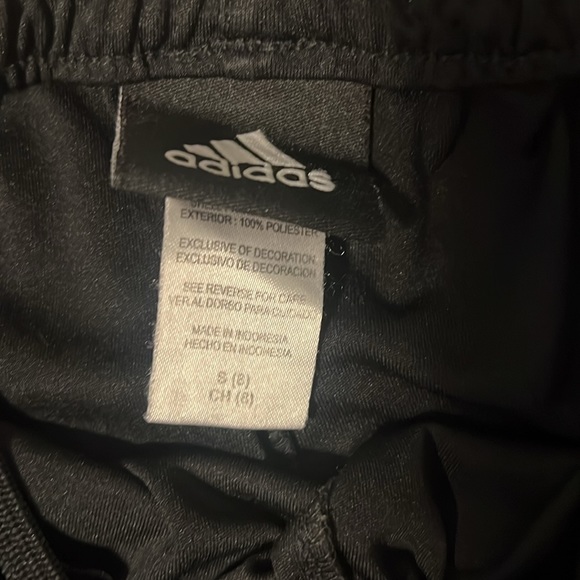 adidas
EXTERIOR: 100% POLIESTER
EXCLUSIVE OF DECORATION
EXCLUSIVO DE DECORACION
SEE REVERSE FOR CARE
VER AL DORSO PARA CUIDADO
MADE IN INDONESIA
HECHO EN INDONESIA
S (8)
CH (8)